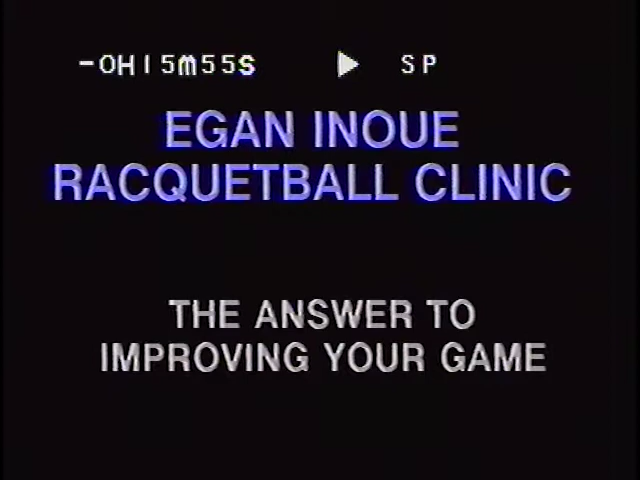 -0H15m55s ▶ SP
EGAN INOUE
RACQUETBALL CLINIC
THE ANSWER TO
IMPROVING YOUR GAME